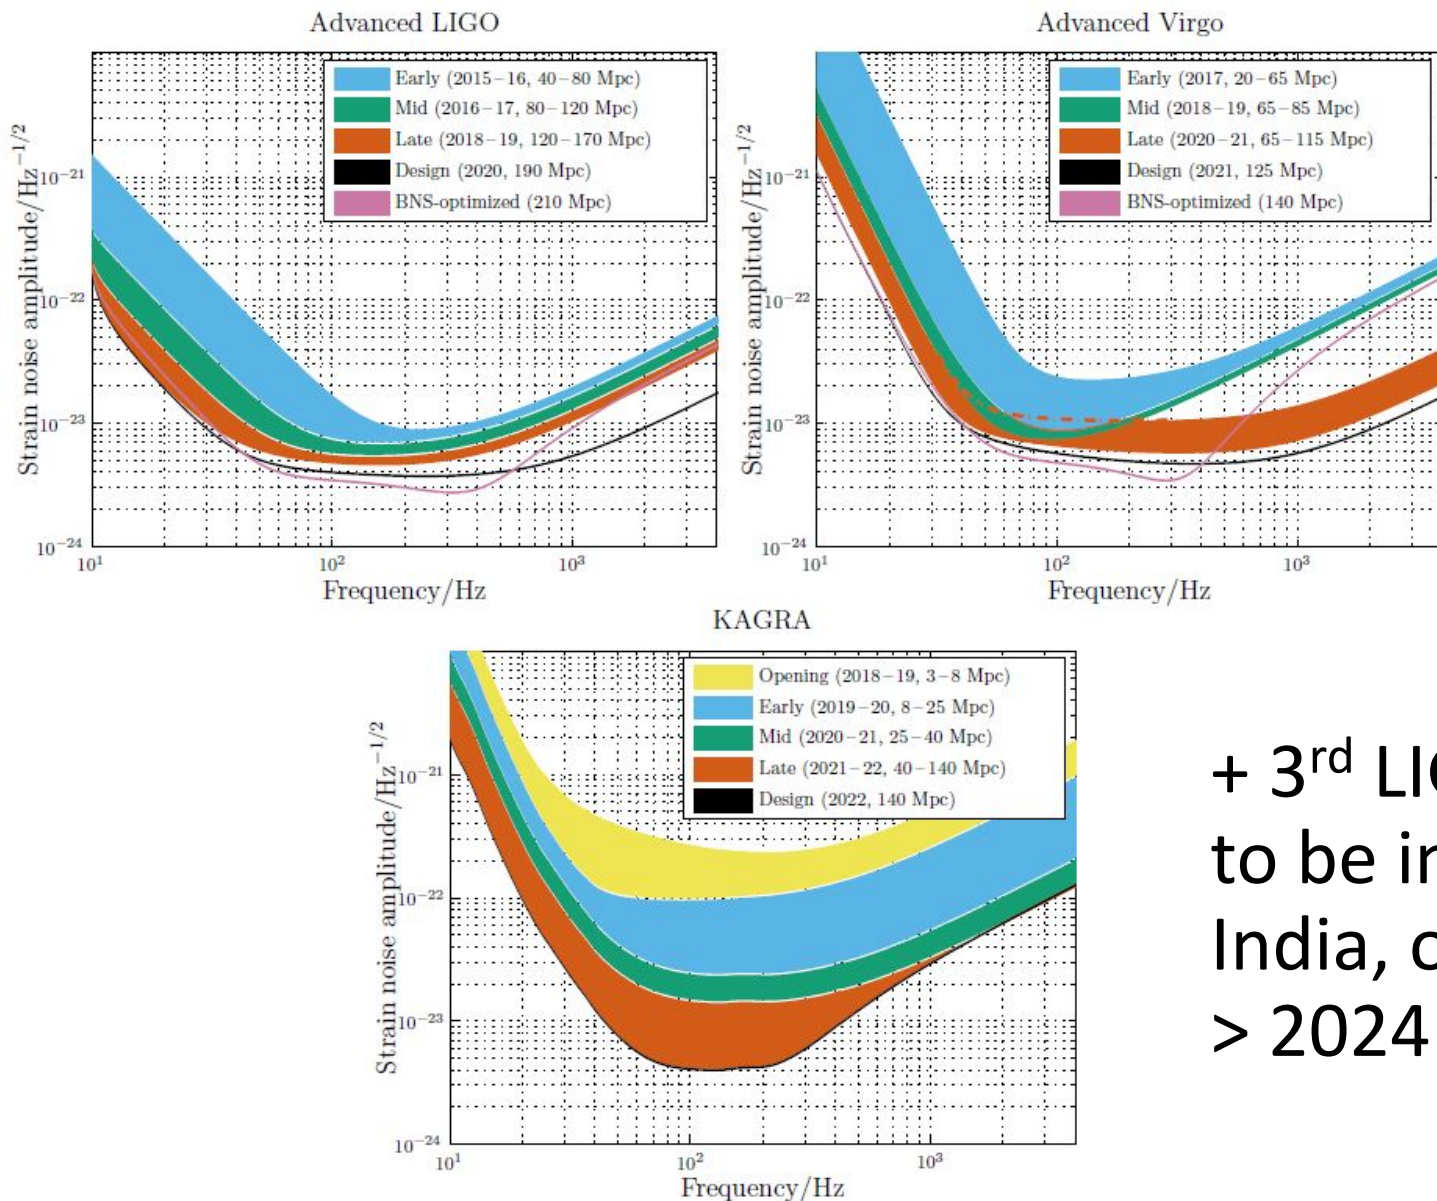 Advanced LIGO
Strain noise amplitude/Hz^{−1/2}
10^{−21}
10^{−22}
10^{−23}
10^{−24}
Early (2015−16, 40−80 Mpc)
Mid (2016−17, 80−120 Mpc)
Late (2018−19, 120−170 Mpc)
Design (2020, 190 Mpc)
BNS-optimized (210 Mpc)
10^1 10^2 10^3
Frequency/Hz
Advanced Virgo
Strain noise amplitude/Hz^{−1/2}
10^{−21}
10^{−22}
10^{−23}
10^{−24}
Early (2017, 20−65 Mpc)
Mid (2018−19, 65−85 Mpc)
Late (2020−21, 65−115 Mpc)
Design (2021, 125 Mpc)
BNS-optimized (140 Mpc)
10^1 10^2 10^3
Frequency/Hz
KAGRA
Strain noise amplitude/Hz^{−1/2}
10^{−21}
10^{−22}
10^{−23}
10^{−24}
Opening (2018−19, 3−8 Mpc)
Early (2019−20, 8−25 Mpc)
Mid (2020−21, 25−40 Mpc)
Late (2021−22, 40−140 Mpc)
Design (2022, 140 Mpc)
10^1 10^2 10^3
Frequency/Hz
+ 3rd
to be
India,
> 2024